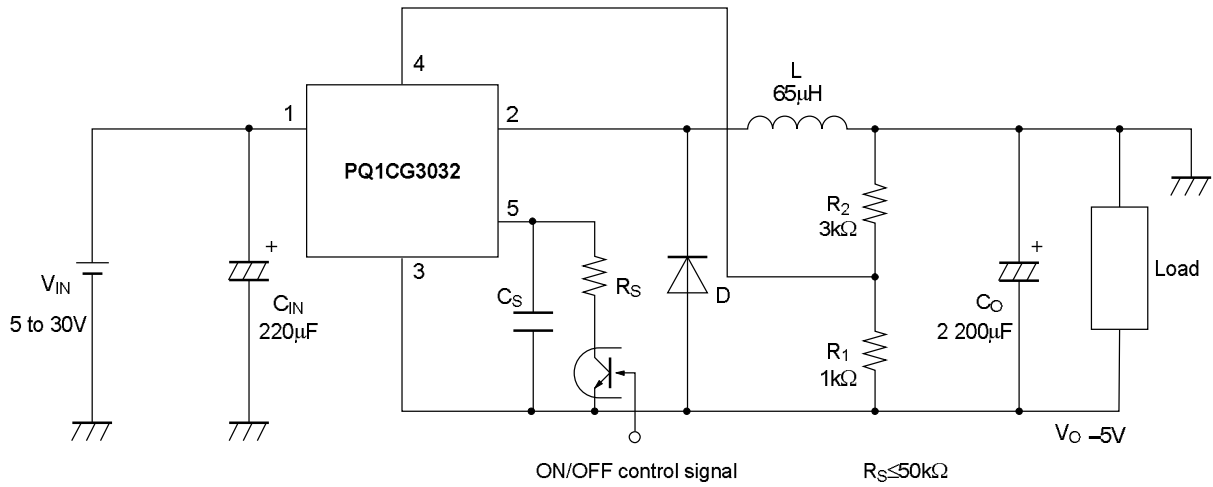 4
L
65μH
1
2
PQ1CG3032
5
R2
3kΩ
3
+
+
VIN
5 to 30V
CIN
220μF
CS
RS
D
CO
2 200μF
Load
R1
1kΩ
VO –5V
ON/OFF control signal
RS≤50kΩ